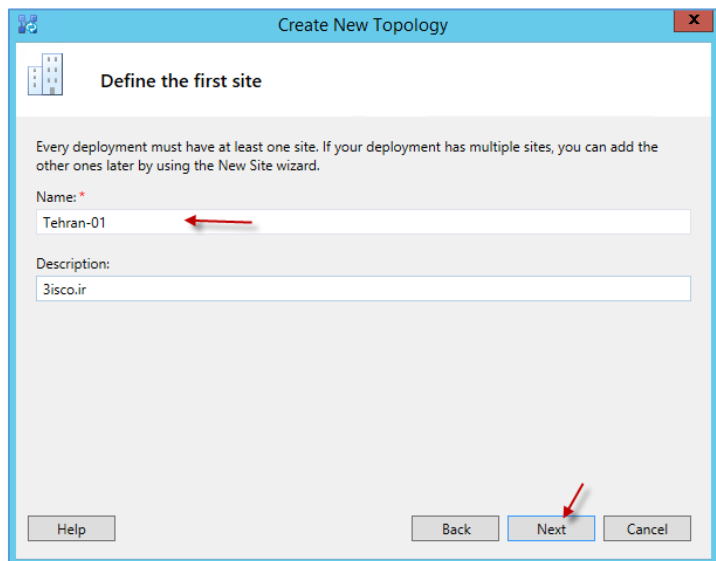 Create New Topology
x
Define the first site
Every deployment must have at least one site. If your deployment has multiple sites, you can add the
other ones later by using the New Site wizard.
Name: *
Tehran-01
Description:
3isco.ir
Help
Back
Next
Cancel